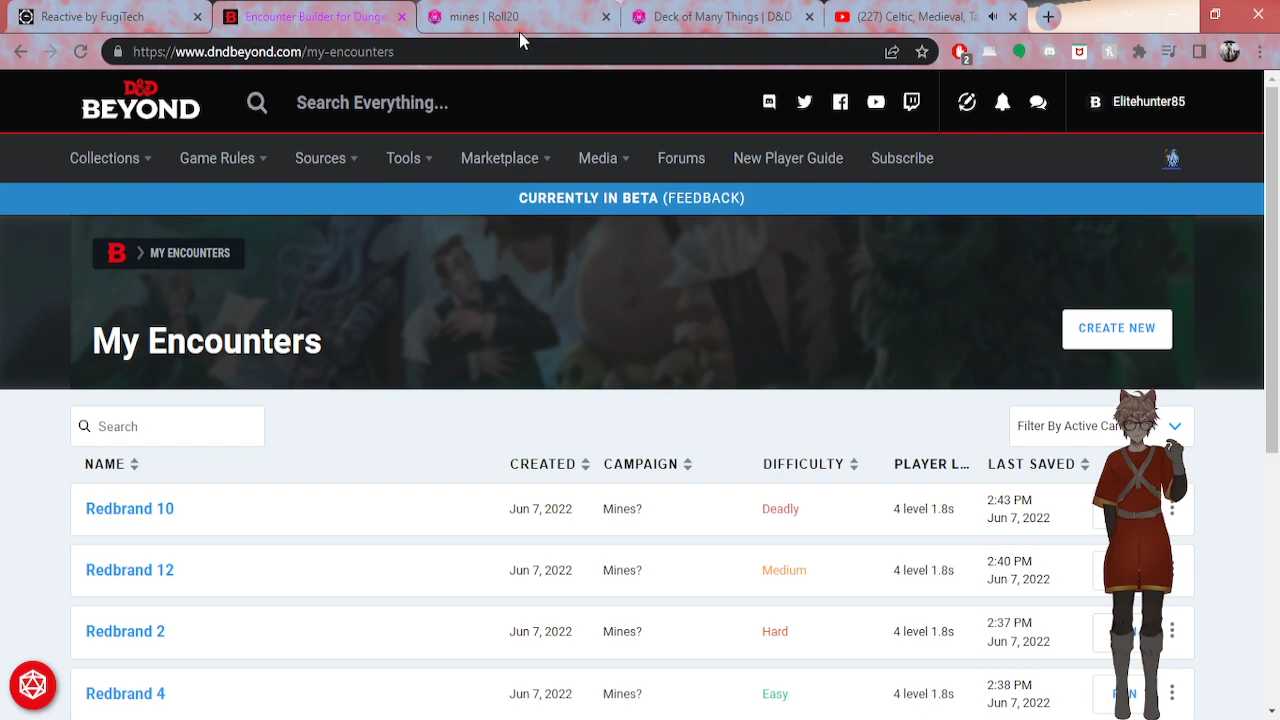 Reactive by FugiTech
Encounter Builder for Dunge
mines | Roll20
Deck of Many Things | D&D
(227) Celtic, Medieval, Ta
https://www.dndbeyond.com/my-encounters
2
D&D
BEYOND
Search Everything...
Elitehunter85
Collections
Game Rules
Sources
Tools
Marketplace
Media
Forums
New Player Guide
Subscribe
CURRENTLY IN BETA (FEEDBACK)
MY ENCOUNTERS
My Encounters
CREATE NEW
Search
Filter By Active
NAME CREATED CAMPAIGN DIFFICULTY PLAYER L... LAST SAVED
Redbrand 10 Jun 7, 2022 Mines? Deadly 4 level 1.8s 2:43 PM
Jun 7, 2022
Redbrand 12 Jun 7, 2022 Mines? Medium 4 level 1.8s 2:40 PM
Jun 7, 2022
Redbrand 2 Jun 7, 2022 Mines? Hard 4 level 1.8s 2:37 PM
Jun 7, 2022
Redbrand 4 Jun 7, 2022 Mines? Easy 4 level 1.8s 2:38 PM
Jun 7, 2022